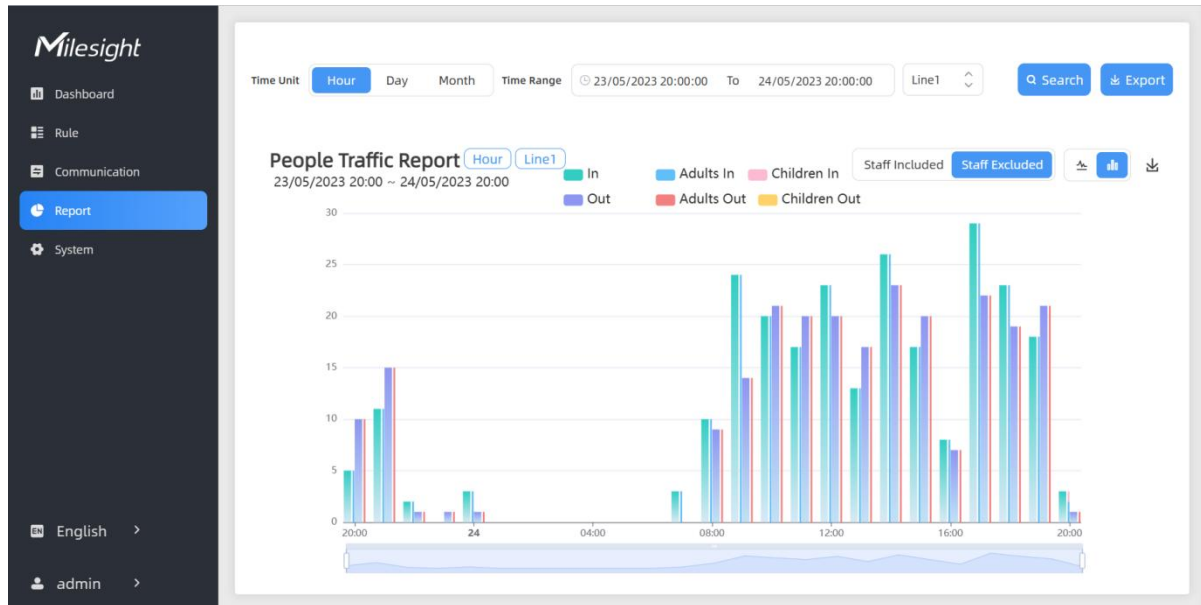 Milesight
Dashboard
Rule
Communication
Report
System
EN English >
admin >
Time Unit Hour Day Month Time Range 23/05/2023 20:00:00 To 24/05/2023 20:00:00 Line1 Search Export
People Traffic Report Hour Line1
23/05/2023 20:00 ~ 24/05/2023 20:00
In Adults In Children In
Out Adults Out Children Out
Staff Included Staff Excluded
30
25
20
15
10
5
0
20:00 24 04:00 08:00 12:00 16:00 20:00